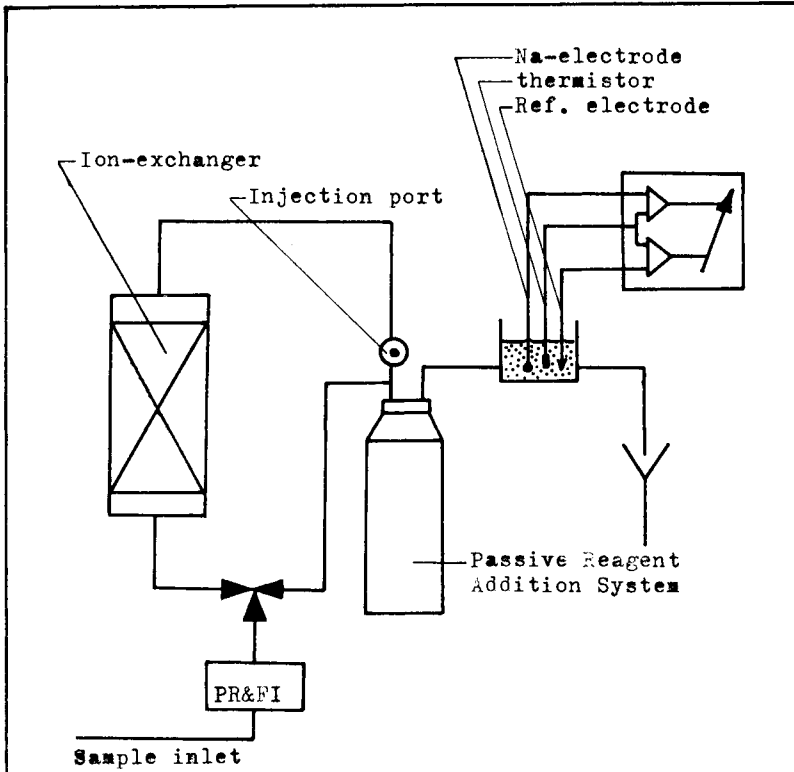 Na-electrode
thermistor
Ref. electrode
Ion-exchanger
Injection port
Passive Reagent
Addition System
PR&FI
Sample inlet